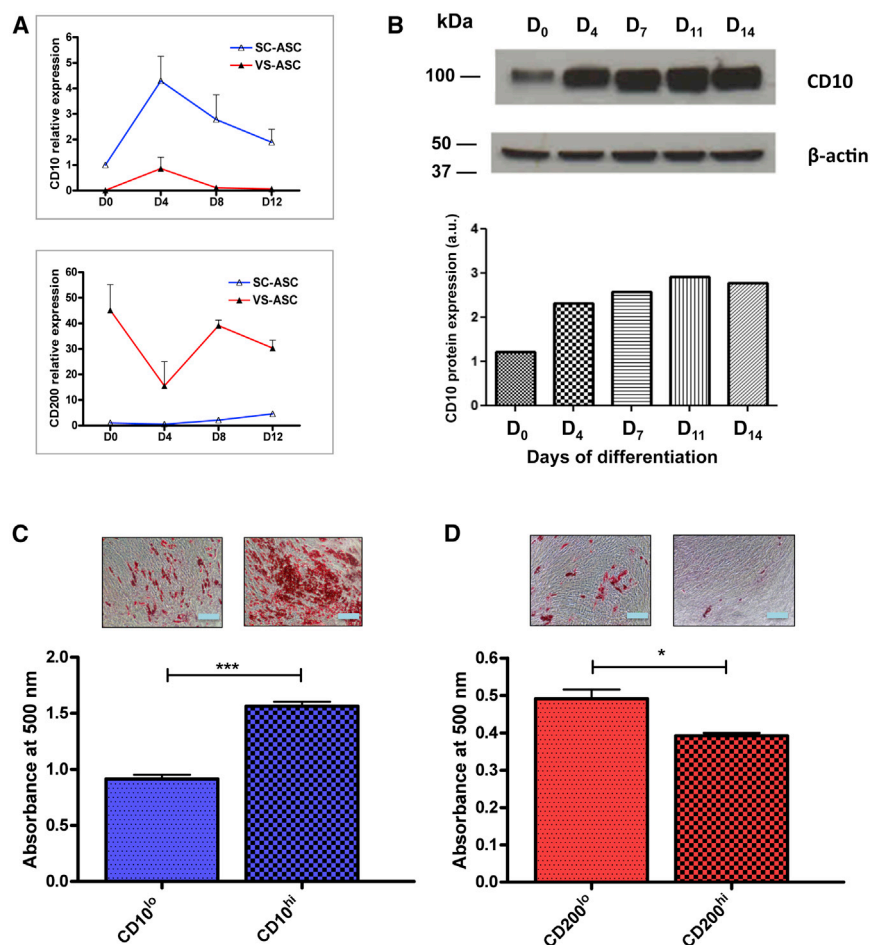 A
SC-ASC
VS-ASC
CD10 relative expression
6
5
4
3
2
1
0
D0 D4 D8 D12
SC-ASC
VS-ASC
CD200 relative expression
60
50
40
30
20
10
0
D0 D4 D8 D12
B
kDa D₀ D₄ D₇ D₁₁ D₁₄
100 CD10
50
37
β-actin
CD10 protein expression (a.u.)
4
3
2
1
0
D₀ D₄ D₇ D₁₁ D₁₄
Days of differentiation
C
Absorbance at 500 nm
2.0
1.5
1.0
0.5
0.0
***
CD10ˡᵒ CD10ʰⁱ
D
Absorbance at 500 nm
0.6
0.5
0.4
0.3
0.2
0.1
0.0
*
CD200ˡᵒ CD200ʰⁱ